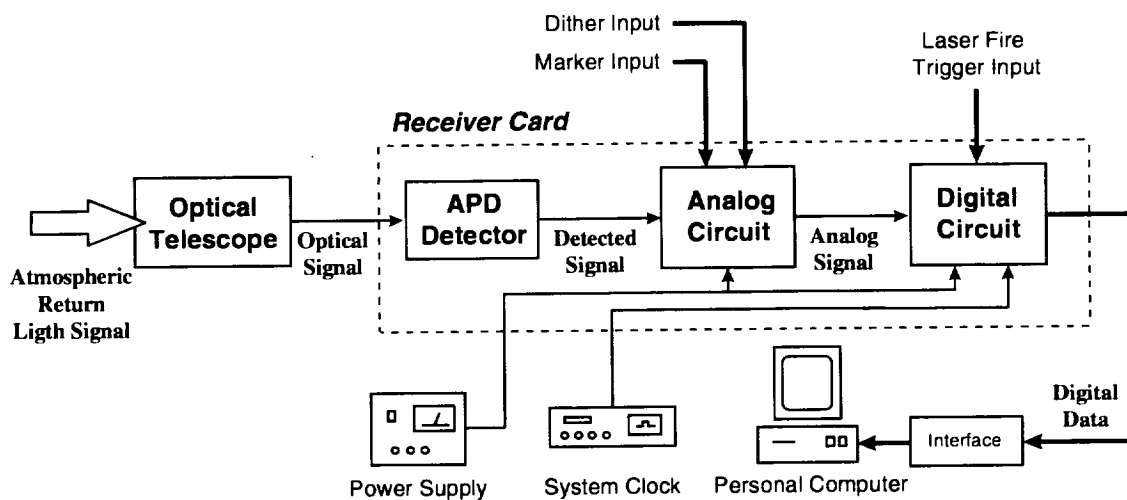 Dither Input
Marker Input
Laser Fire
Trigger Input
Receiver Card
Optical
Telescope
APD
Detector
Analog
Circuit
Digital
Circuit
Optical
Signal
Detected
Signal
Analog
Signal
Atmospheric
Return
Ligth Signal
Digital
Data
Interface
Power Supply
System Clock
Personal Computer